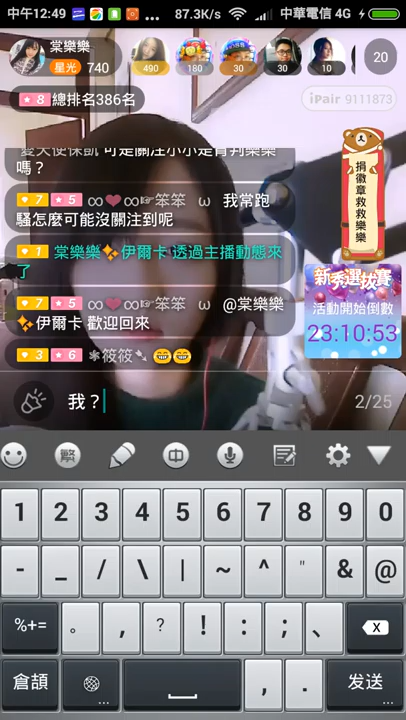 中午12:49 ... 87.3K/s 中華電信 4G
棠樂樂
星光 740
490 180 30 30 10 20
8 總排名386名
iPair 9111873
可是關注小小是背判樂樂
嗎？
7 5 ∞❤∞☞笨笨 ω 我常跑
騷怎麼可能沒關注到呢
1 棠樂樂✨伊爾卡 透過主播動態來
了
7 5 ∞❤∞☞笨笨 ω @棠樂樂
✨伊爾卡 歡迎回來
3 6 ❃筱筱➷ 😁😁
捐徽章救救樂樂
新秀選拔賽
活動開始倒數
23:10:53
我？ 2/25
繁 中
1 2 3 4 5 6 7 8 9 0
- _ / \ | ~ ^ " & @
%+= 。 , ? ! : ; 、 X
倉頡 ... , . 发送 ...